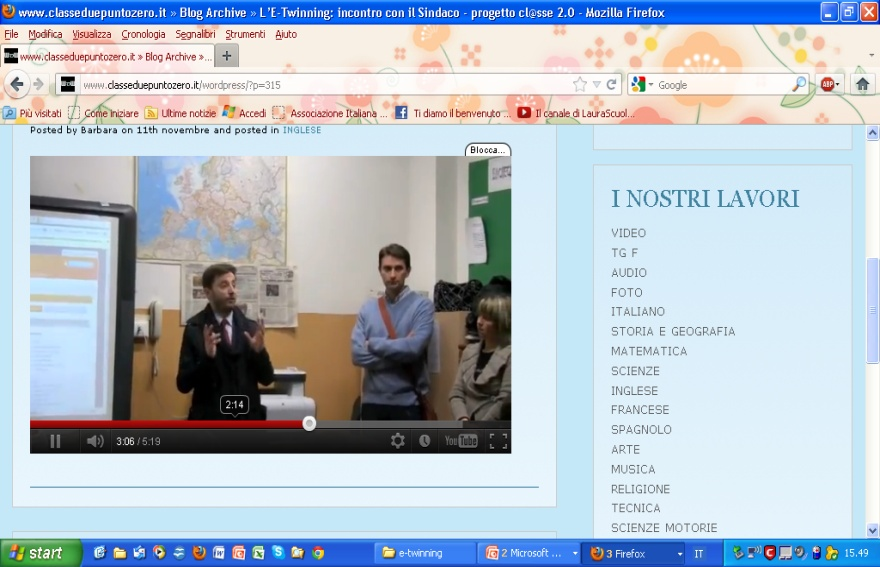 www.classeduepuntozero.it » Blog Archive » L'E-Twinning: incontro con il Sindaco - progetto cl@sse 2.0 - Mozilla Firefox
File Modifica Visualizza Cronologia Segnalibri Strumenti Aiuto
www.classeduepuntozero.it » Blog Archive »...
www.classeduepuntozero.it/wordpress/?p=315
Google
ABP
Più visitati Come Iniziare Ultime notizie Accedi Associazione Italiana ... Ti diamo il benvenuto ... Il canale di LauraScuol...
Posted by Barbara on 11th novembre and posted in INGLESE
Blocca...
2:14
3:06 / 5:19
YouTube
I NOSTRI LAVORI
VIDEO
TG F
AUDIO
FOTO
ITALIANO
STORIA E GEOGRAFIA
MATEMATICA
SCIENZE
INGLESE
FRANCESE
SPAGNOLO
ARTE
MUSICA
RELIGIONE
TECNICA
SCIENZE MOTORIE
start
e-twinning
2 Microsoft ...
3 Firefox
IT
15.49